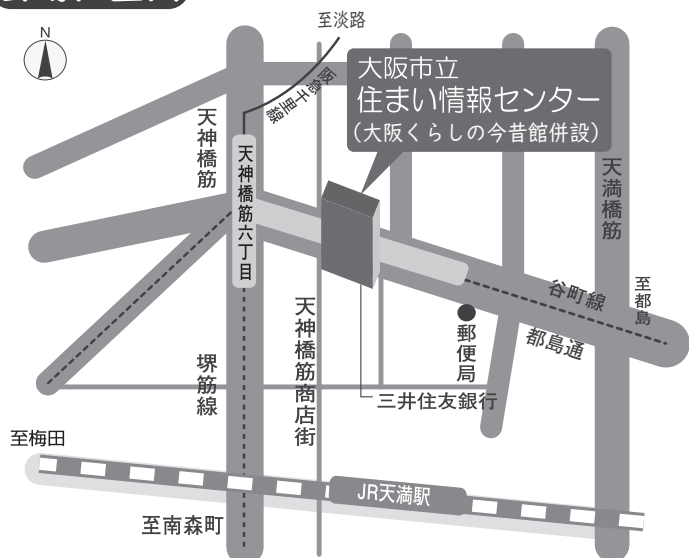 N
至淡路
阪急千里線
大阪市立
住まい情報センター
(大阪くらしの今昔館併設)
天神橋筋
天神橋筋六丁目
天満橋筋
至都島
谷町線
都島通
郵便局
天神橋筋商店街
堺筋線
三井住友銀行
至梅田
JR天満駅
至南森町